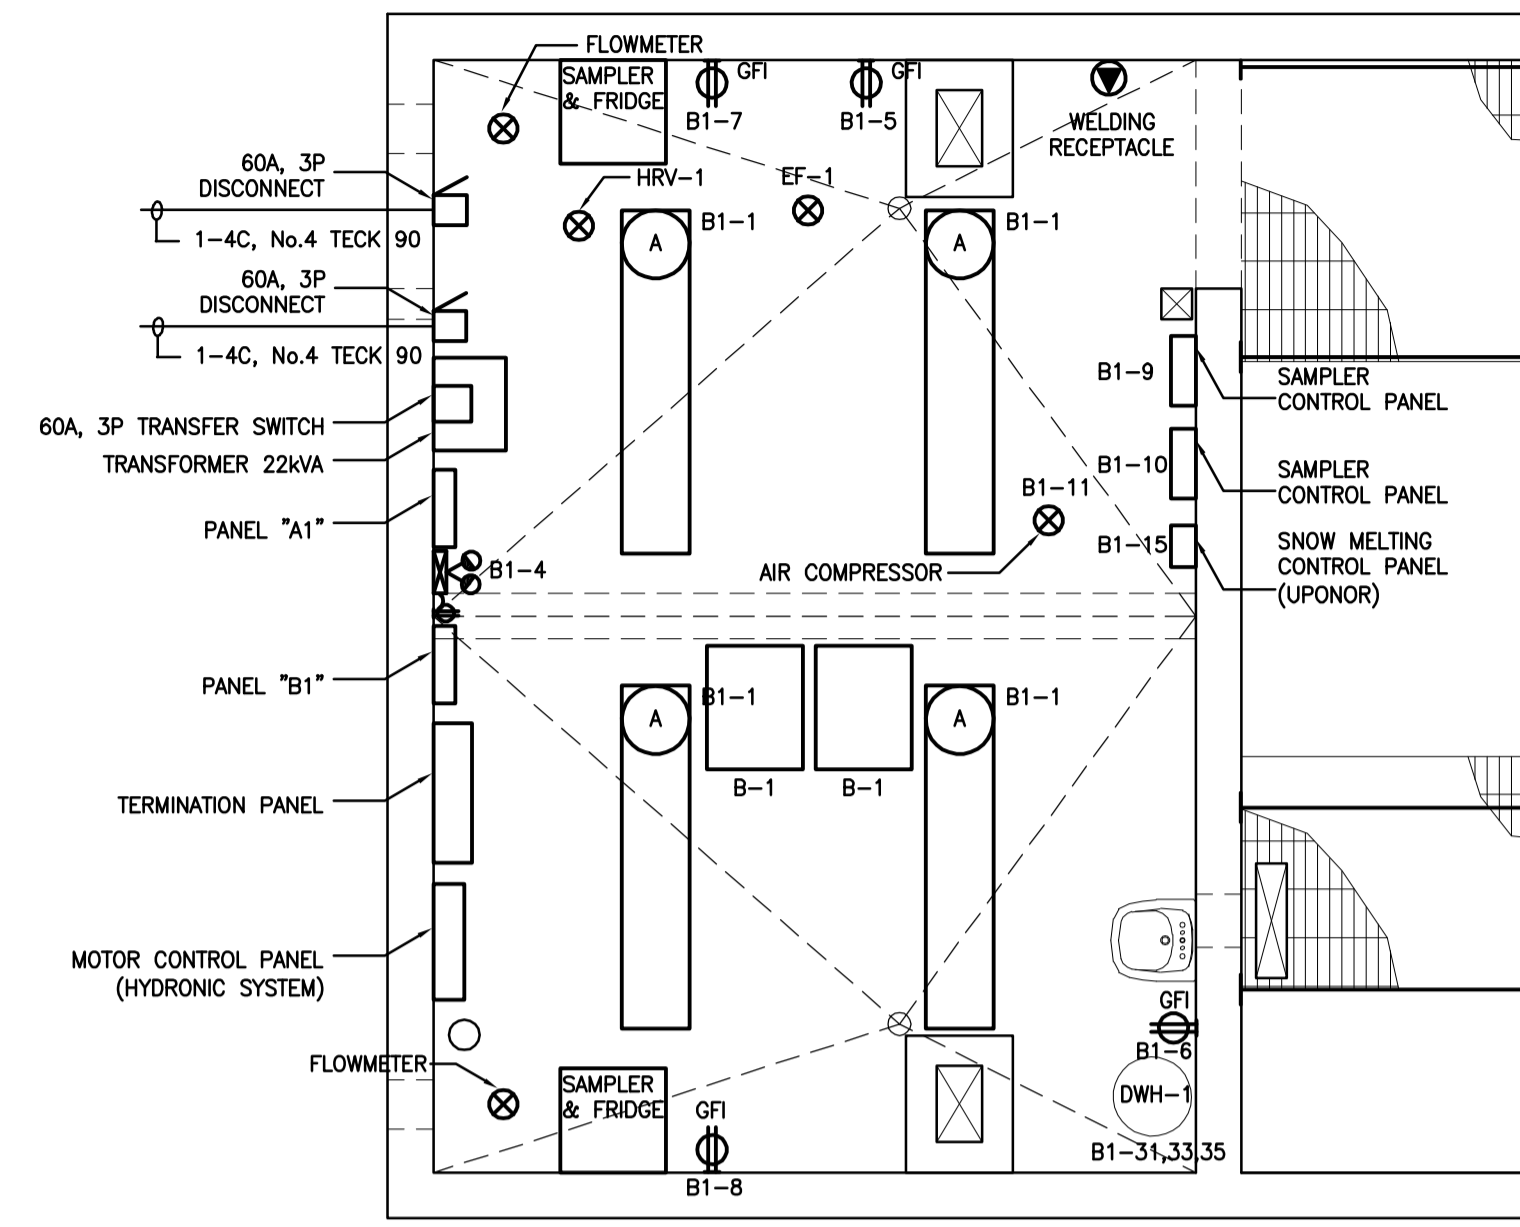 FLOWMETER
SAMPLER
& FRIDGE
GFI
B1-7
GFI
B1-5
WELDING
RECEPTACLE
60A, 3P
DISCONNECT
1-4C, No.4 TECK 90
HRV-1
EF-1
A
B1-1
A
B1-1
60A, 3P
DISCONNECT
1-4C, No.4 TECK 90
60A, 3P TRANSFER SWITCH
TRANSFORMER 22kVA
PANEL "A1"
B1-4
B1-9
SAMPLER
CONTROL PANEL
B1-10
SAMPLER
CONTROL PANEL
B1-11
AIR COMPRESSOR
B1-15
SNOW MELTING
CONTROL PANEL
(UPONOR)
PANEL "B1"
A
B1-1
A
B1-1
B-1
B-1
TERMINATION PANEL
MOTOR CONTROL PANEL
(HYDRONIC SYSTEM)
FLOWMETER
SAMPLER
& FRIDGE
GFI
B1-8
GFI
B1-6
DWH-1
B1-31,33,35